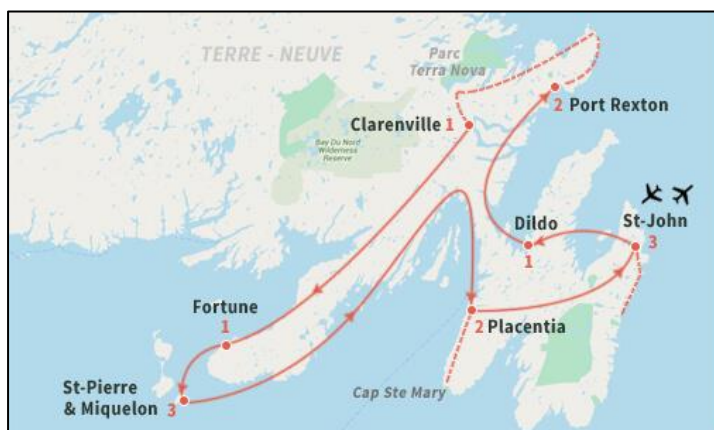 TERRE - NEUVE
Parc
Terra Nova
Clarenville 1
2 Port Rexton
Bay Du Nord
Wilderness
Reserve
Dildo
1
St-John
3
Fortune
1
2 Placentia
St-Pierre
& Miquelon 3
Cap Ste Mary